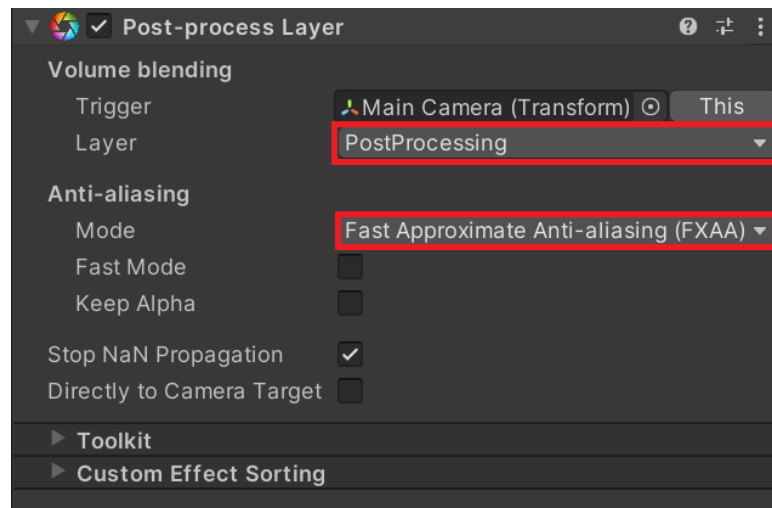 Post-process Layer
Volume blending
Trigger Main Camera (Transform) This
Layer PostProcessing
Anti-aliasing
Mode Fast Approximate Anti-aliasing (FXAA)
Fast Mode
Keep Alpha
Stop NaN Propagation
Directly to Camera Target
Toolkit
Custom Effect Sorting